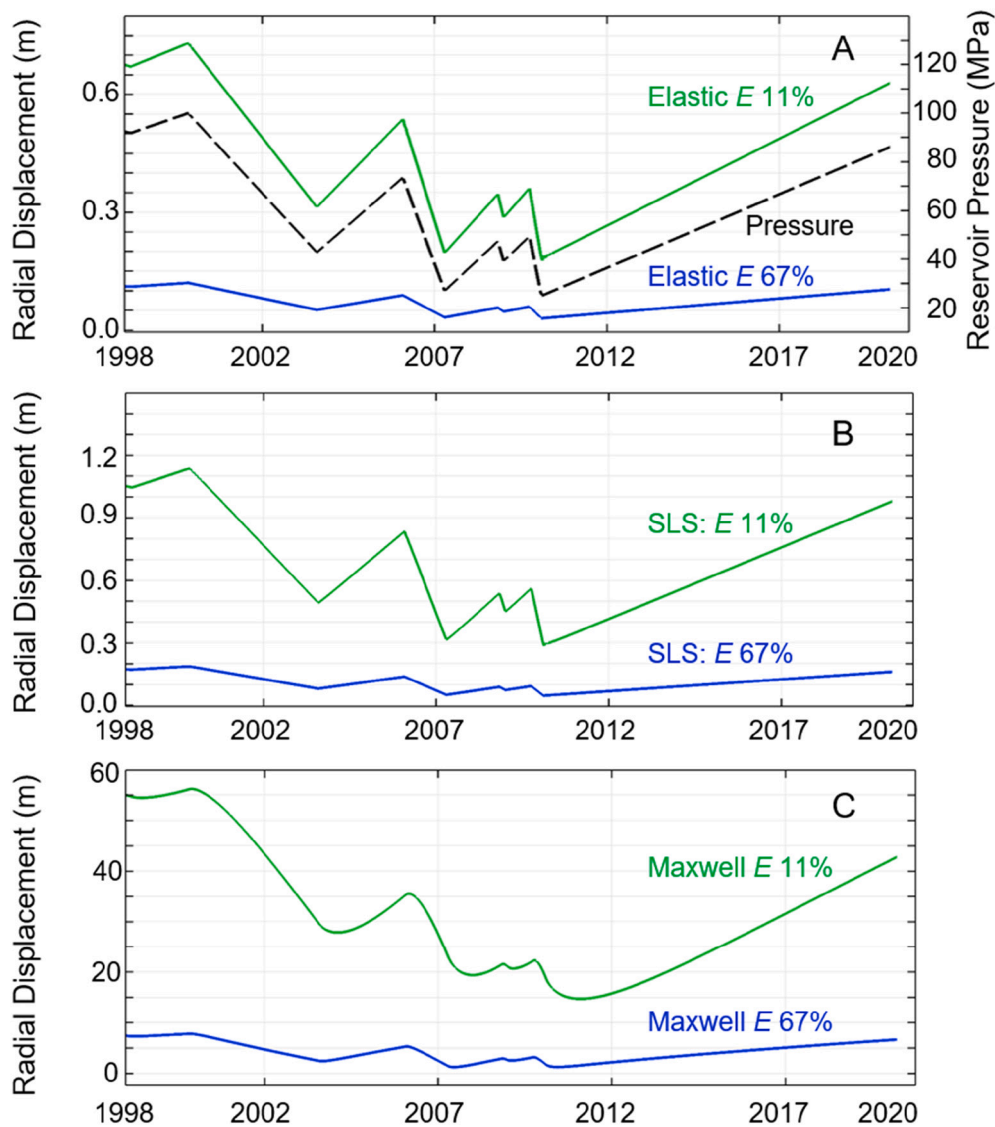 A
Radial Displacement (m)
Reservoir Pressure (MPa)
0.6
0.3
0.0
120
100
80
60
40
20
Elastic E 11%
Pressure
Elastic E 67%
1998 2002 2007 2012 2017 2020
B
Radial Displacement (m)
1.2
0.9
0.6
0.3
0.0
SLS: E 11%
SLS: E 67%
1998 2002 2007 2012 2017 2020
C
Radial Displacement (m)
60
40
20
0
Maxwell E 11%
Maxwell E 67%
1998 2002 2007 2012 2017 2020